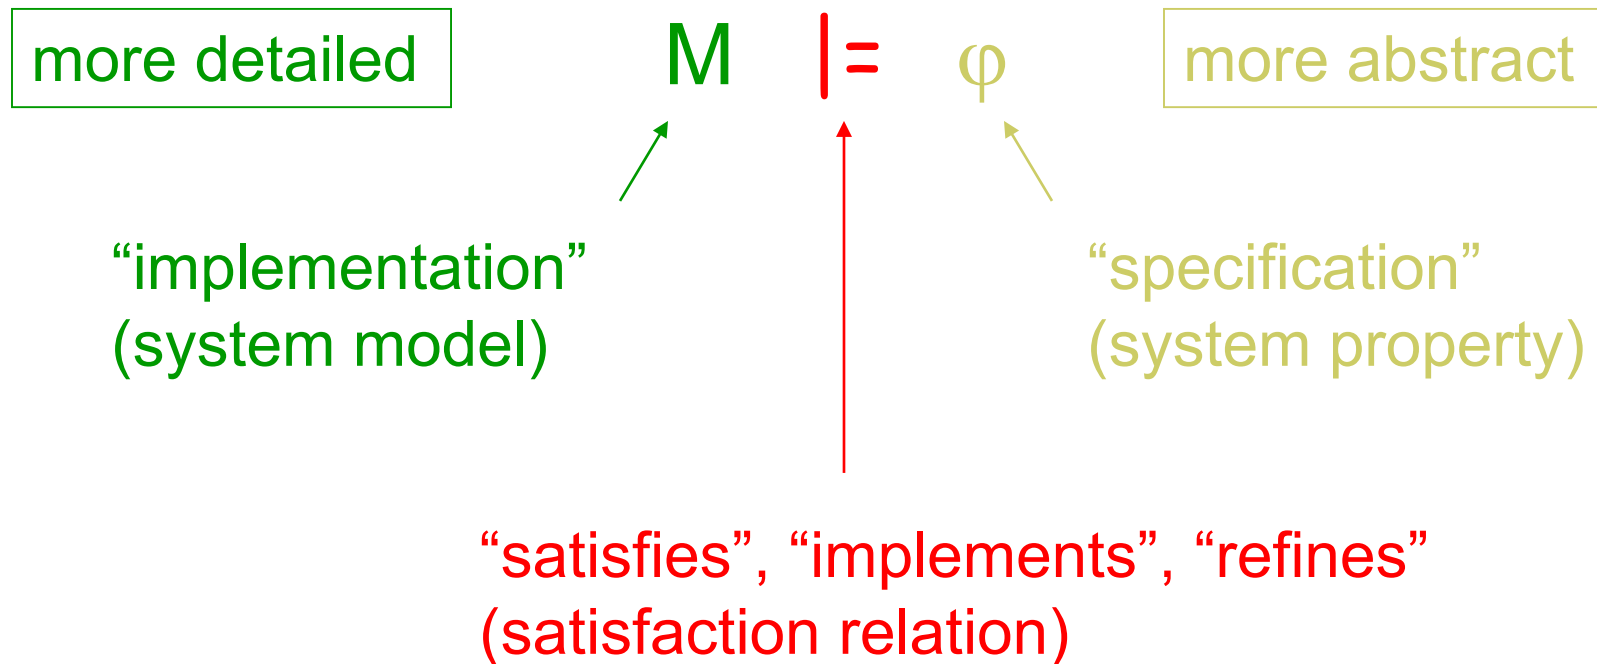 more detailed M |= φ more abstract
“implementation” “specification”
(system model) (system property)
“satisfies”, “implements”, “refines”
(satisfaction relation)